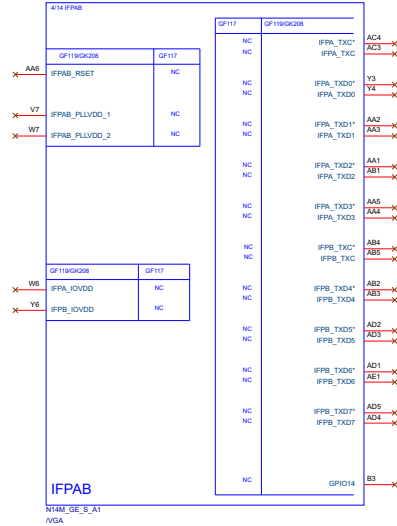 4/14 IFPAB
GF119/GK208 GF117
AA6 IFPAB_RSET NC
V7 IFPAB_PLLVDD_1 NC
W7 IFPAB_PLLVDD_2 NC
GF119/GK208 GF117
W6 IFPA_IOVDD NC
Y6 IFPB_IOVDD NC
GF117 GF119/GK208
NC IFPA_TXC* AC4
NC IFPA_TXC AC3
NC IFPA_TXD0* Y3
NC IFPA_TXD0 Y4
NC IFPA_TXD1* AA2
NC IFPA_TXD1 AA3
NC IFPA_TXD2* AA1
NC IFPA_TXD2 AB1
NC IFPA_TXD3* AA5
NC IFPA_TXD3 AA4
NC IFPB_TXC* AB4
NC IFPB_TXC AB5
NC IFPB_TXD4* AB2
NC IFPB_TXD4 AB3
NC IFPB_TXD5* AD2
NC IFPB_TXD5 AD3
NC IFPB_TXD6* AD1
NC IFPB_TXD6 AE1
NC IFPB_TXD7* AD5
NC IFPB_TXD7 AD4
NC GPIO14 B3
IFPAB
N14M_GE_S_A1
/VGA